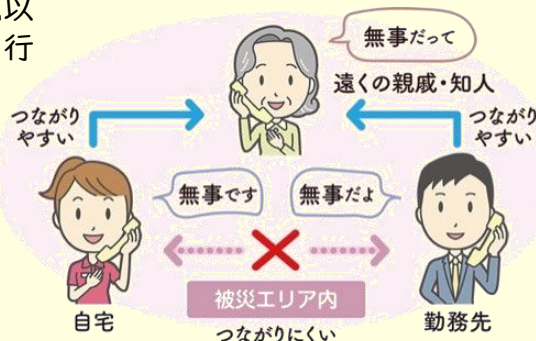 以
行
無事だって
遠くの親戚・知人
つながり
やすい
つながり
やすい
無事です
無事だよ
被災エリア内
つながりにくい
自宅
勤務先